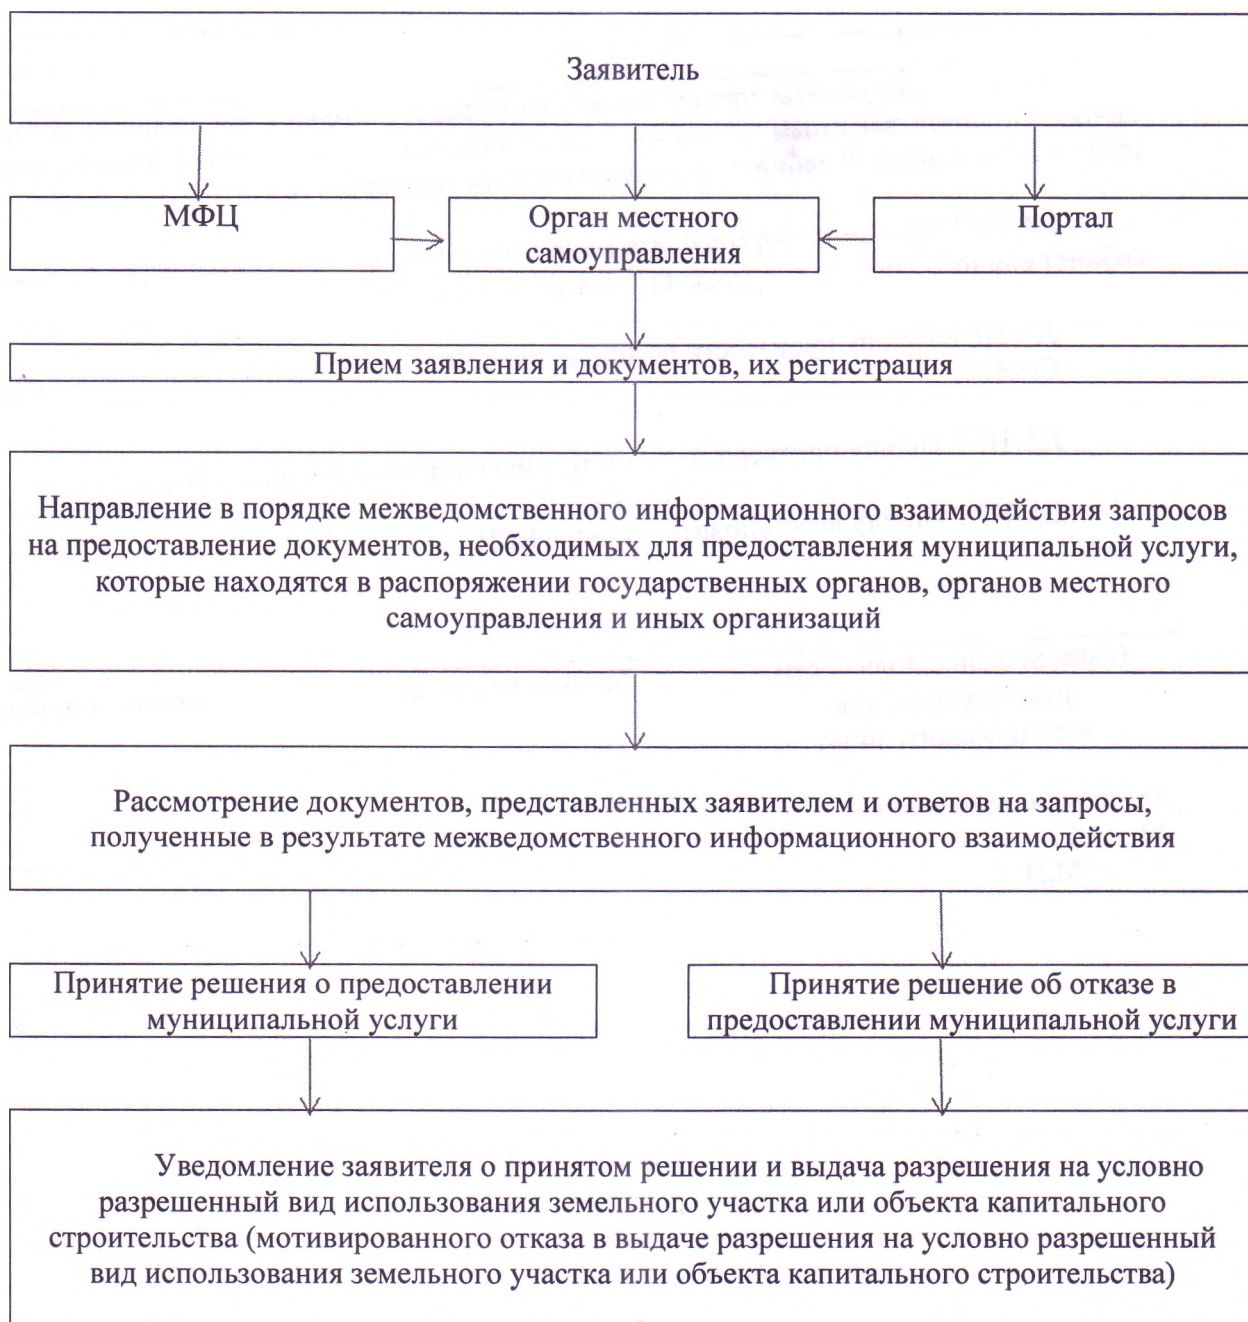 Заявитель
МФЦ
Орган местного
самоуправления
Портал
Прием заявления и документов, их регистрация
Направление в порядке межведомственного информационного взаимодействия запросов
на предоставление документов, необходимых для предоставления муниципальной услуги,
которые находятся в распоряжении государственных органов, органов местного
самоуправления и иных организаций
Рассмотрение документов, представленных заявителем и ответов на запросы,
полученные в результате межведомственного информационного взаимодействия
Принятие решения о предоставлении
муниципальной услуги
Принятие решение об отказе в
предоставлении муниципальной услуги
Уведомление заявителя о принятом решении и выдача разрешения на условно
разрешенный вид использования земельного участка или объекта капитального
строительства (мотивированного отказа в выдаче разрешения на условно разрешенный
вид использования земельного участка или объекта капитального строительства)